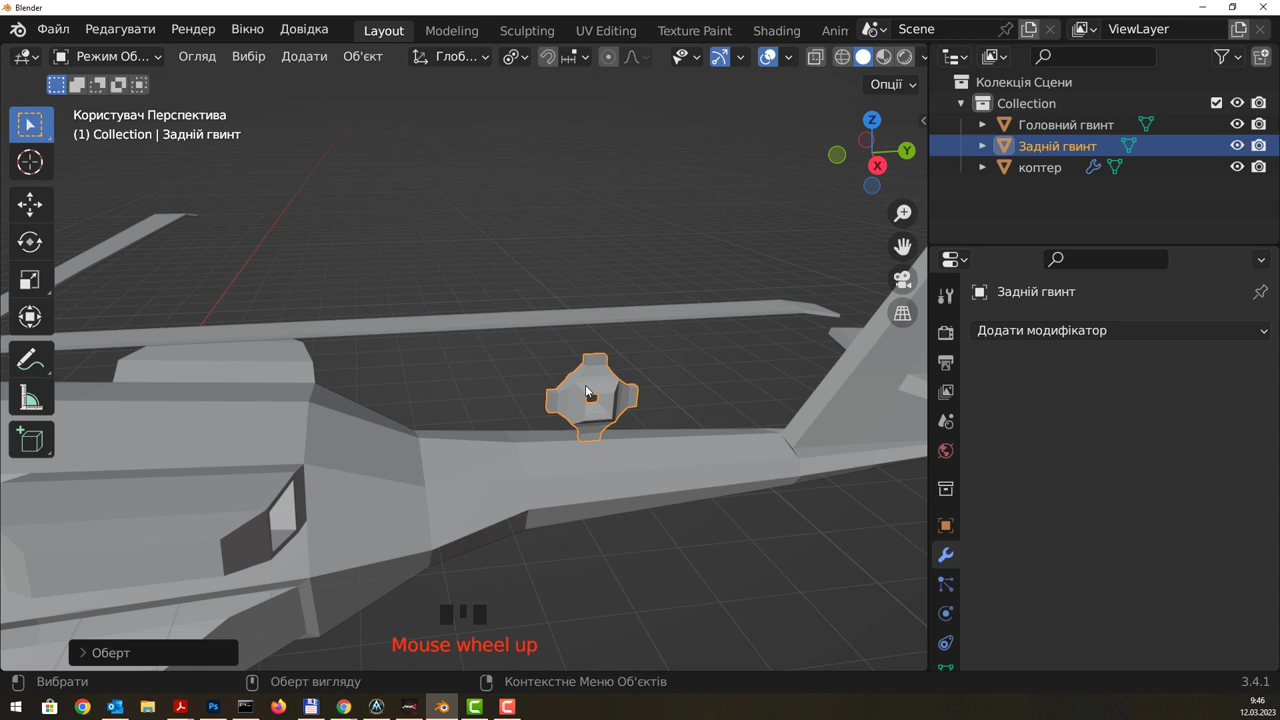 Blender
Файл Редагувати Рендер Вікно Довідка Layout Modeling Sculpting UV Editing Texture Paint Shading Anim Scene ViewLayer
Режим Об... Огляд Вибір Додати Об'єкт Глоб...
Опції
Користувач Перспектива
(1) Collection | Задній гвинт
Z
Y
X
Колекція Сцени
Collection
Головний гвинт
Задній гвинт
коптер
Задній гвинт
Додати модифікатор
Mouse wheel up
Оберт
Вибрати Оберт вигляду Контекстне Меню Об'єктів 3.4.1
9:46
12.03.2023